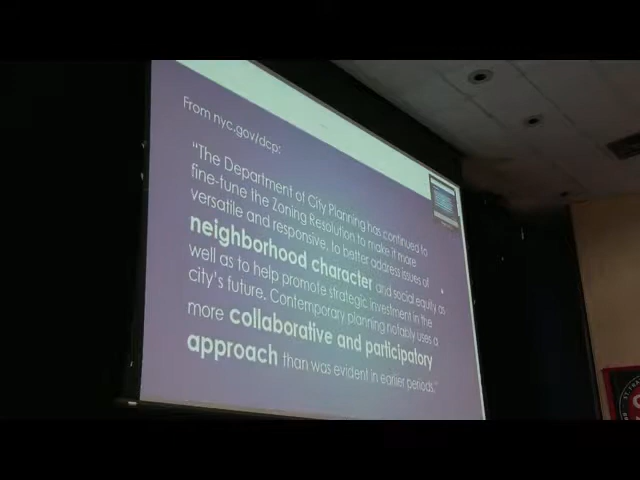 From nyc.gov/dcp:
"The Department of City Planning has continued to
fine-tune the Zoning Resolution to make it more
versatile and responsive, to better address issues of
neighborhood character and social equity as
well as to help promote strategic investment in the
city's future. Contemporary planning notably uses a
more collaborative and participatory
approach than was evident in earlier periods."